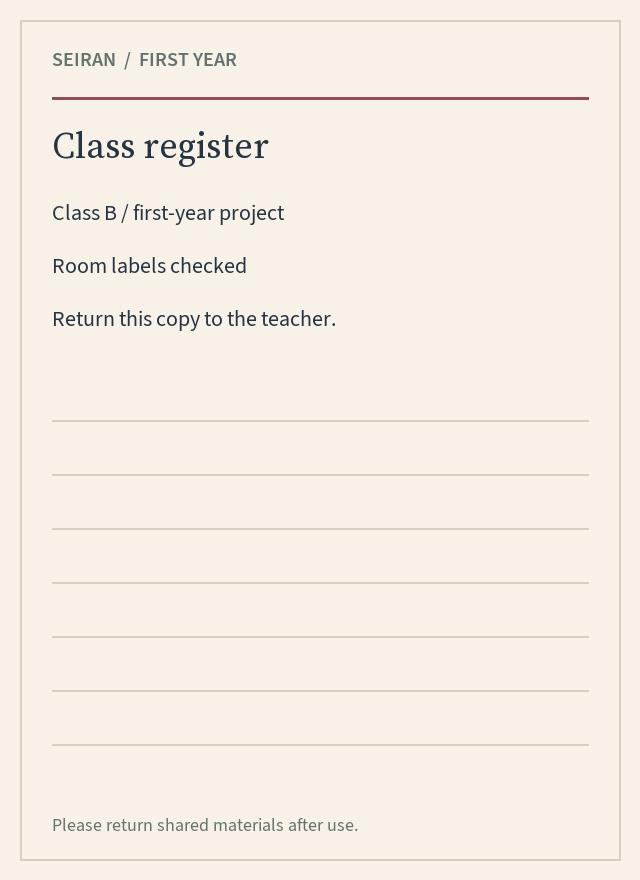 SEIRAN / FIRST YEAR
Class register
Class B / first-year project
Room labels checked
Return this copy to the teacher.
Please return shared materials after use.